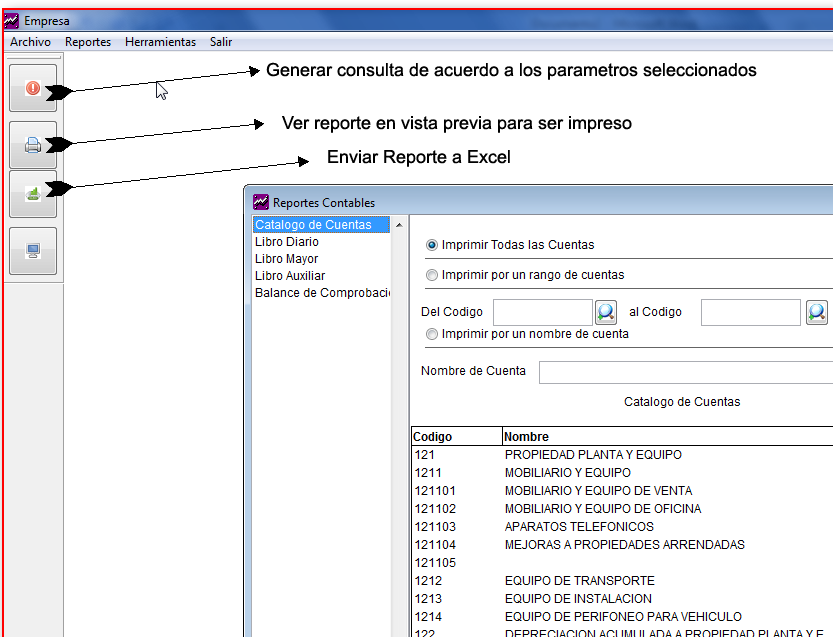 Empresa
Archivo Reportes Herramientas Salir
Generar consulta de acuerdo a los parametros seleccionados
Ver reporte en vista previa para ser impreso
Enviar Reporte a Excel
Reportes Contables
Catalogo de Cuentas
Libro Diario
Libro Mayor
Libro Auxiliar
Balance de Comprobaci
Imprimir Todas las Cuentas
Imprimir por un rango de cuentas
Del Codigo al Codigo
Imprimir por un nombre de cuenta
Nombre de Cuenta
Catalogo de Cuentas
Codigo Nombre
121 PROPIEDAD PLANTA Y EQUIPO
1211 MOBILIARIO Y EQUIPO
121101 MOBILIARIO Y EQUIPO DE VENTA
121102 MOBILIARIO Y EQUIPO DE OFICINA
121103 APARATOS TELEFONICOS
121104 MEJORAS A PROPIEDADES ARRENDADAS
121105
1212 EQUIPO DE TRANSPORTE
1213 EQUIPO DE INSTALACION
1214 EQUIPO DE PERIFONEO PARA VEHICULO
122 DEPRECIACION ACUMULADA A PROPIEDAD PLANTA Y E